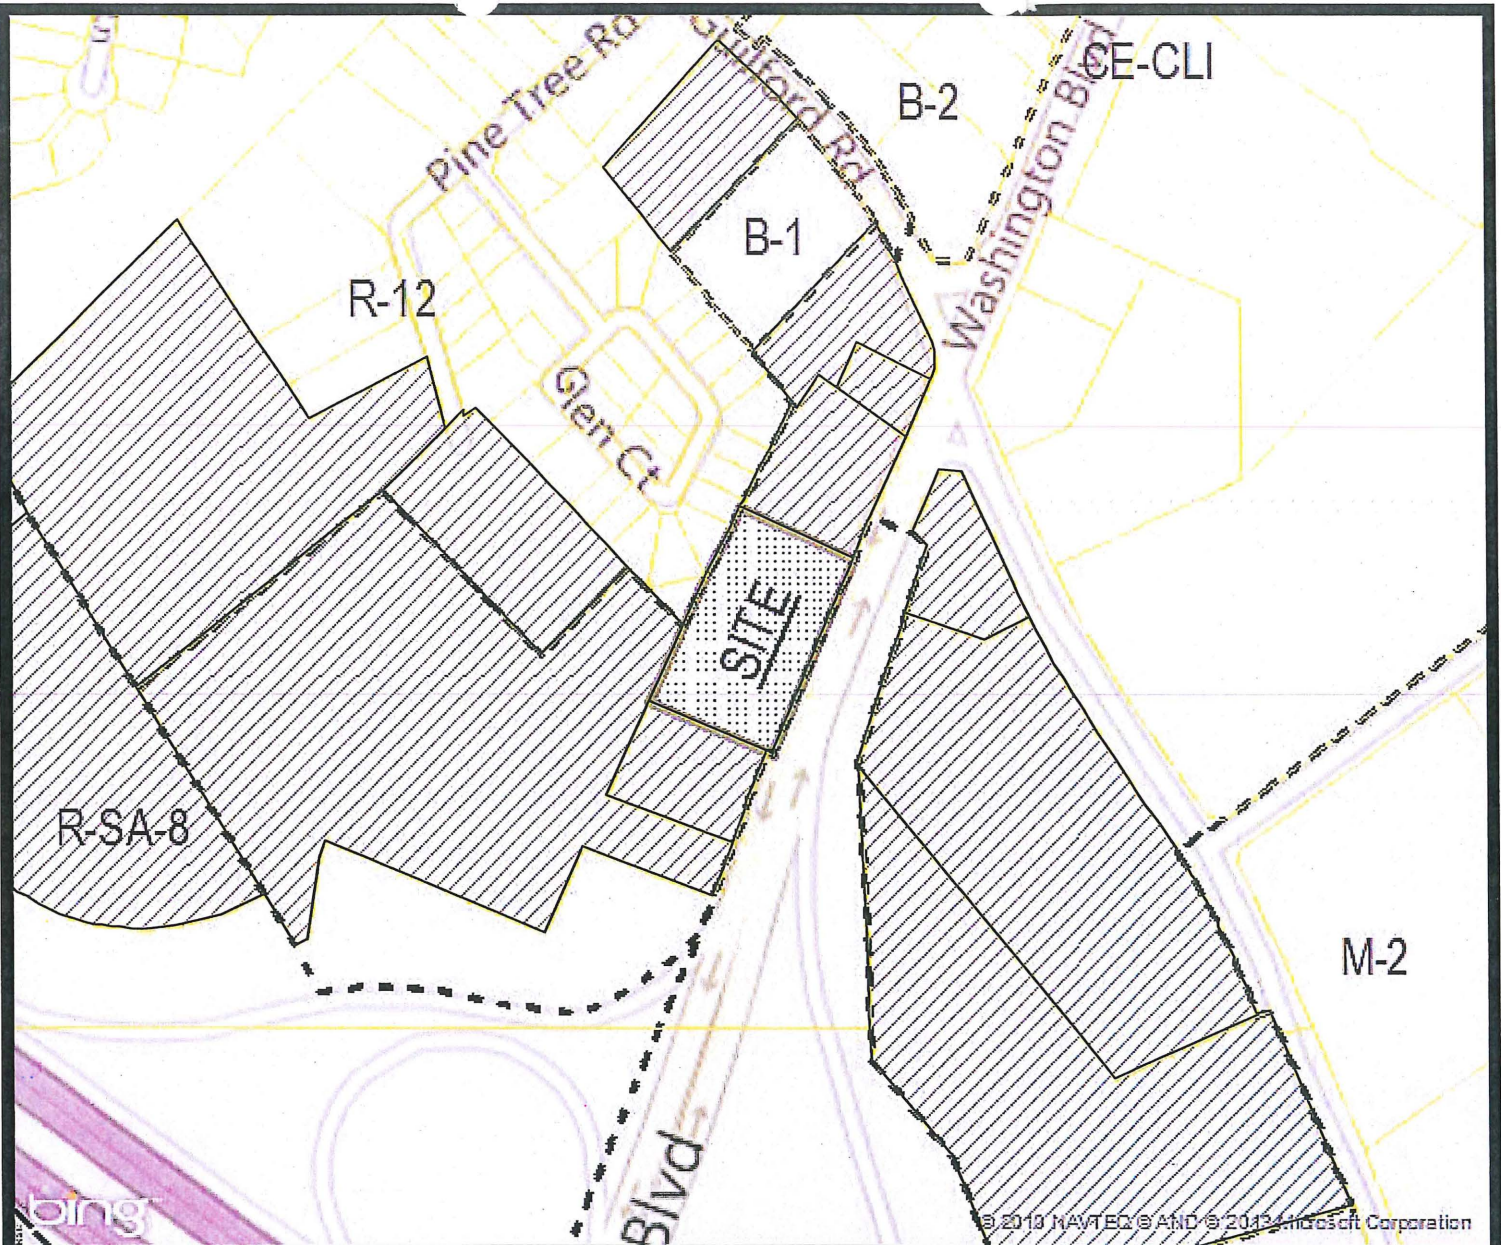 Pine Tree Rd
Guilford Rd
B-2
CE-CLI
Washington Blvd
B-1
R-12
Glen Ct
SITE
R-SA-8
M-2
Blvd
bing
© 2010 NAVTEQ © AND © 2013 Microsoft Corporation